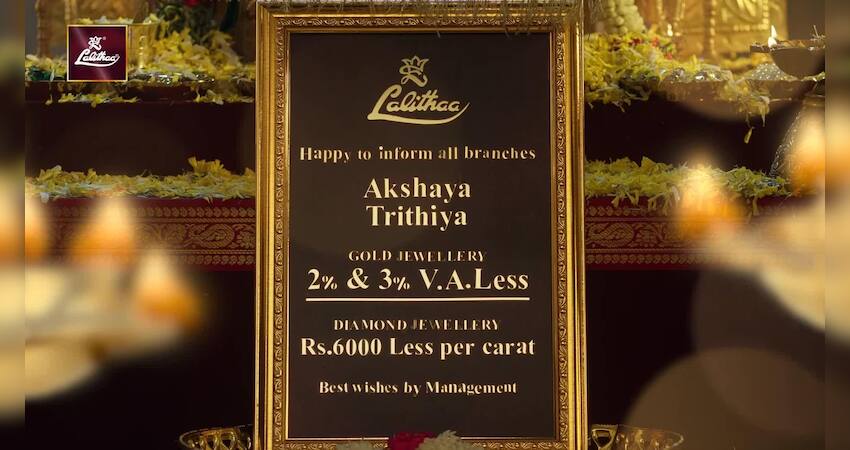 Lalithaa
Lalithaa
Happy to inform all branches
Akshaya
Trithiya
GOLD JEWELLERY
2% & 3% V.A.Less
DIAMOND JEWELLERY
Rs.6000 Less per carat
Best wishes by Management